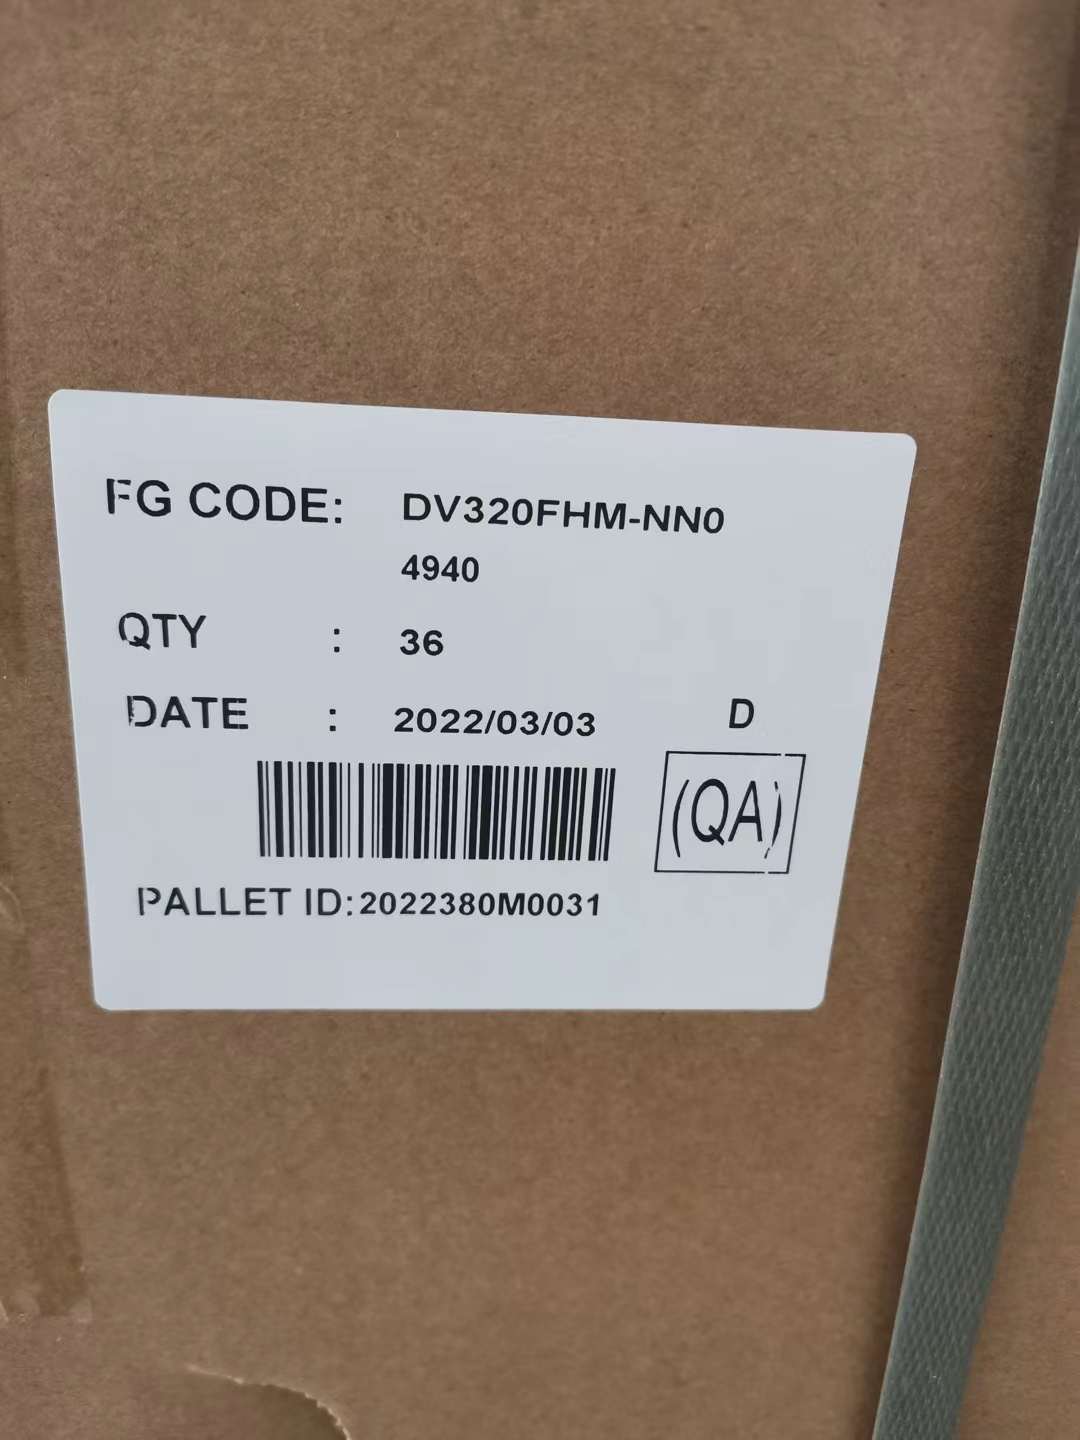 FG CODE: DV320FHM-NN0
4940
QTY : 36
DATE : 2022/03/03 D
(QA)
PALLET ID:2022380M0031